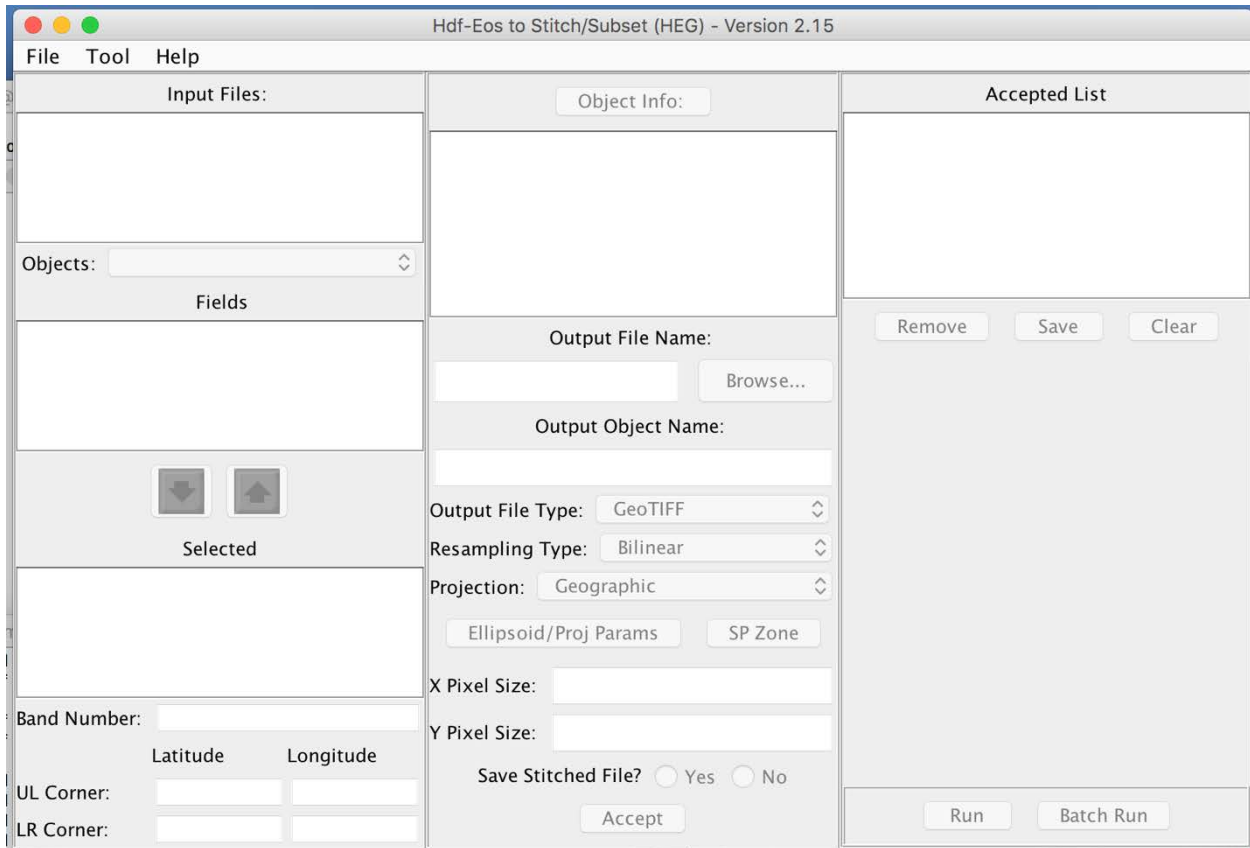 Hdf-Eos to Stitch/Subset (HEG) - Version 2.15
File Tool Help
Input Files:
Objects:
Fields
Selected
Band Number:
Latitude Longitude
UL Corner:
LR Corner:
Object Info:
Output File Name:
Browse...
Output Object Name:
Output File Type: GeoTIFF
Resampling Type: Bilinear
Projection: Geographic
Ellipsoid/Proj Params SP Zone
X Pixel Size:
Y Pixel Size:
Save Stitched File? Yes No
Accept
Accepted List
Remove Save Clear
Run Batch Run